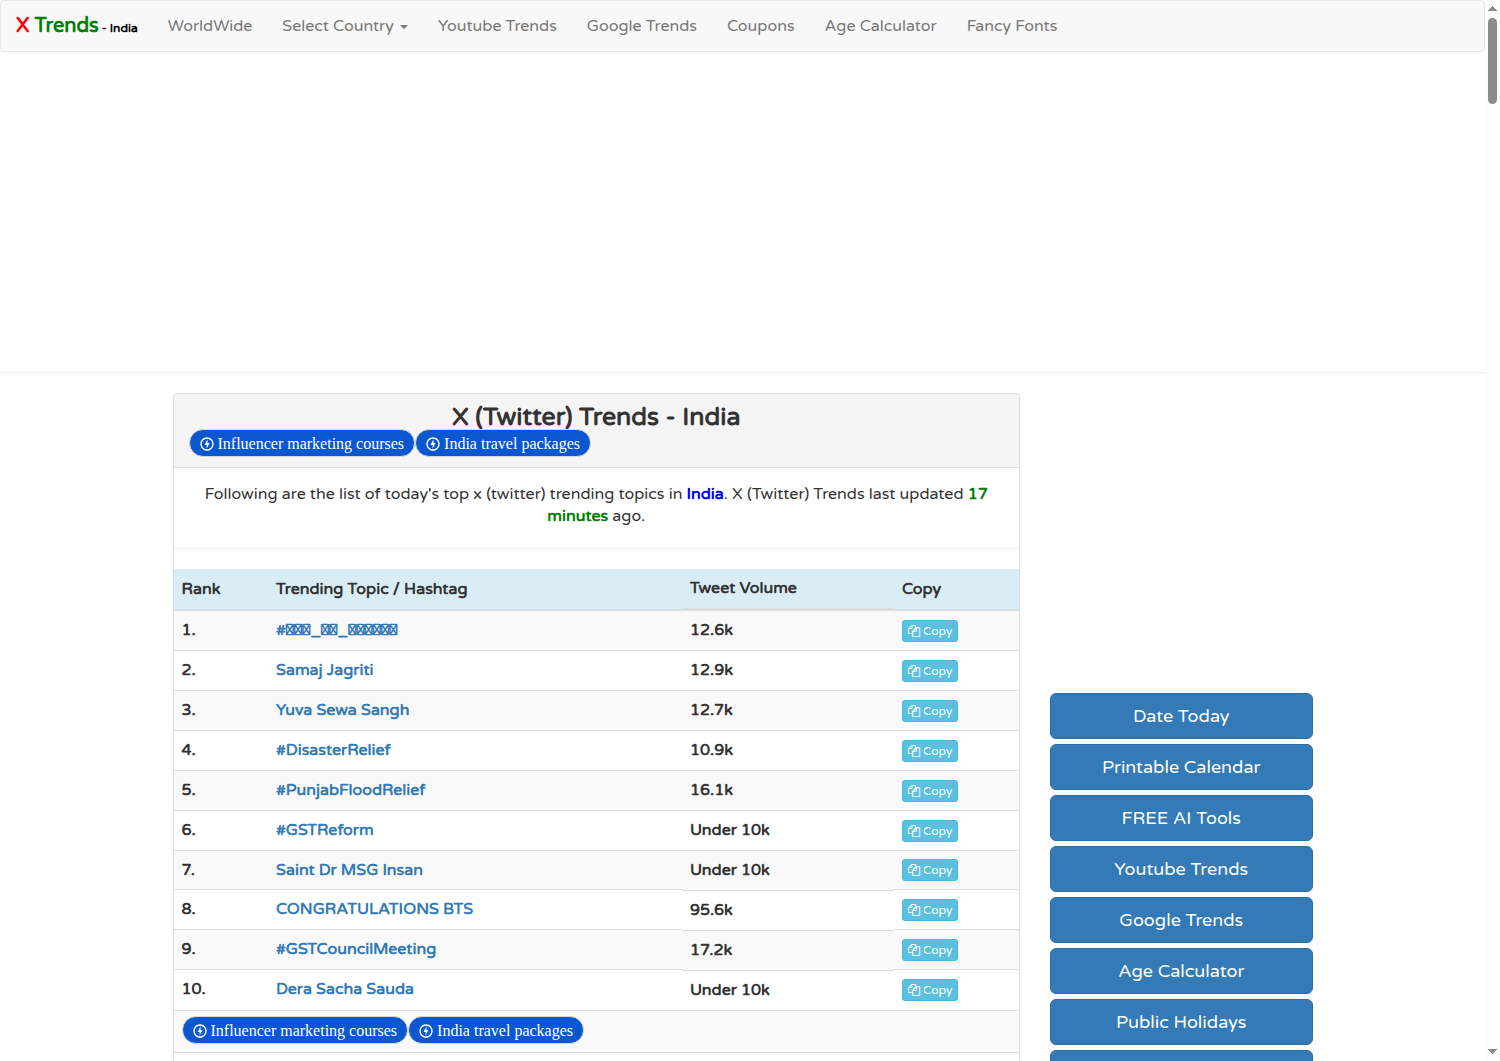 X Trends - India WorldWide Select Country Youtube Trends Google Trends Coupons Age Calculator Fancy Fonts
X (Twitter) Trends - India
Influencer marketing courses India travel packages
Following are the list of today's top x (twitter) trending topics in India. X (Twitter) Trends last updated 17
minutes ago.
Rank Trending Topic / Hashtag Tweet Volume Copy
1. 12.6k Copy
2. Samaj Jagriti 12.9k Copy
3. Yuva Sewa Sangh 12.7k Copy
4. #DisasterRelief 10.9k Copy
5. #PunjabFloodRelief 16.1k Copy
6. #GSTReform Under 10k Copy
7. Saint Dr MSG Insan Under 10k Copy
8. CONGRATULATIONS BTS 95.6k Copy
9. #GSTCouncilMeeting 17.2k Copy
10. Dera Sacha Sauda Under 10k Copy
Influencer marketing courses India travel packages
Date Today
Printable Calendar
FREE AI Tools
Youtube Trends
Google Trends
Age Calculator
Public Holidays